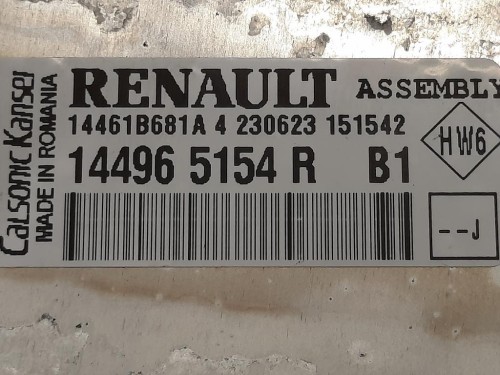 RENAULT ASSEMBLY
14461B681A 4 230623 151542
14496 5154 R B1
HW6
--J
Calsonic Kansei
MADE IN ROMANIA